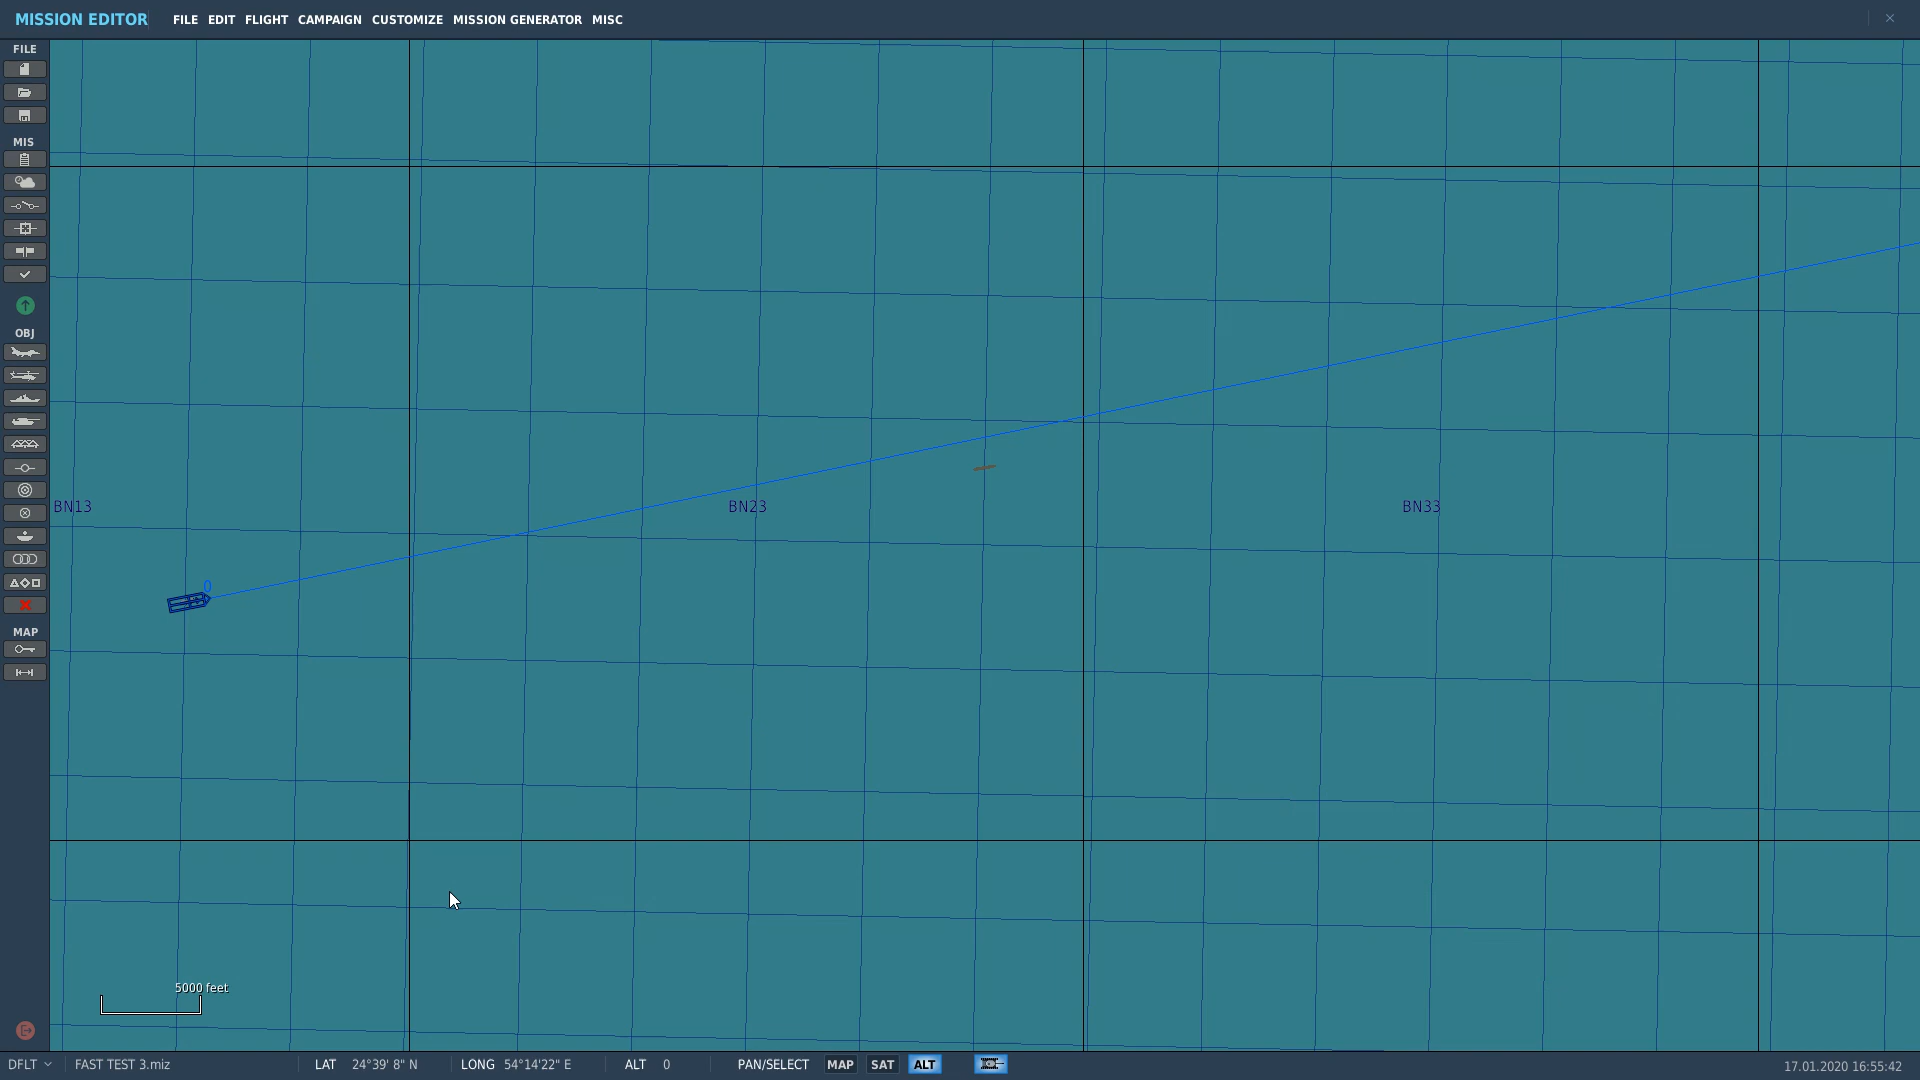 MISSION EDITOR FILE EDIT FLIGHT CAMPAIGN CUSTOMIZE MISSION GENERATOR MISC
FILE
MIS
OBJ
MAP
BN13
BN23
BN33
0
5000 feet
DFLT FAST TEST 3.miz LAT 24°39' 8" N LONG 54°14'22" E ALT 0 PAN/SELECT MAP SAT ALT 17.01.2020 16:55:42